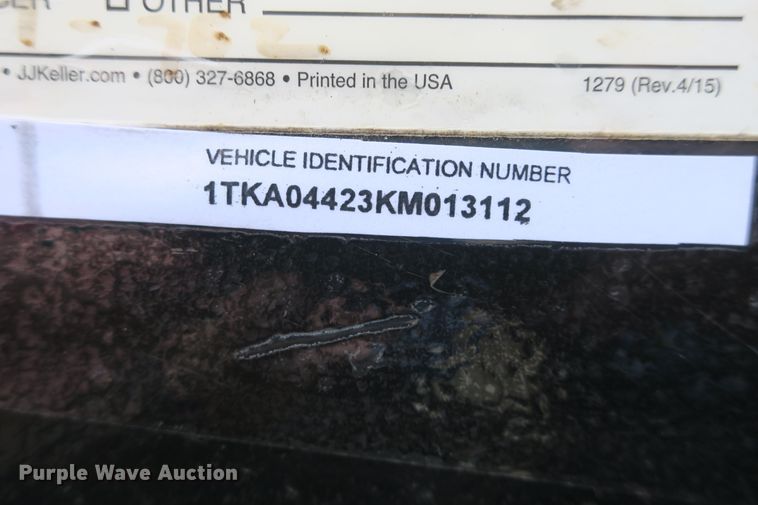 ☐ OTHER
• JJKeller.com • (800) 327-6868 • Printed in the USA 1279 (Rev.4/15)
VEHICLE IDENTIFICATION NUMBER
1TKA04423KM013112
Purple Wave Auction